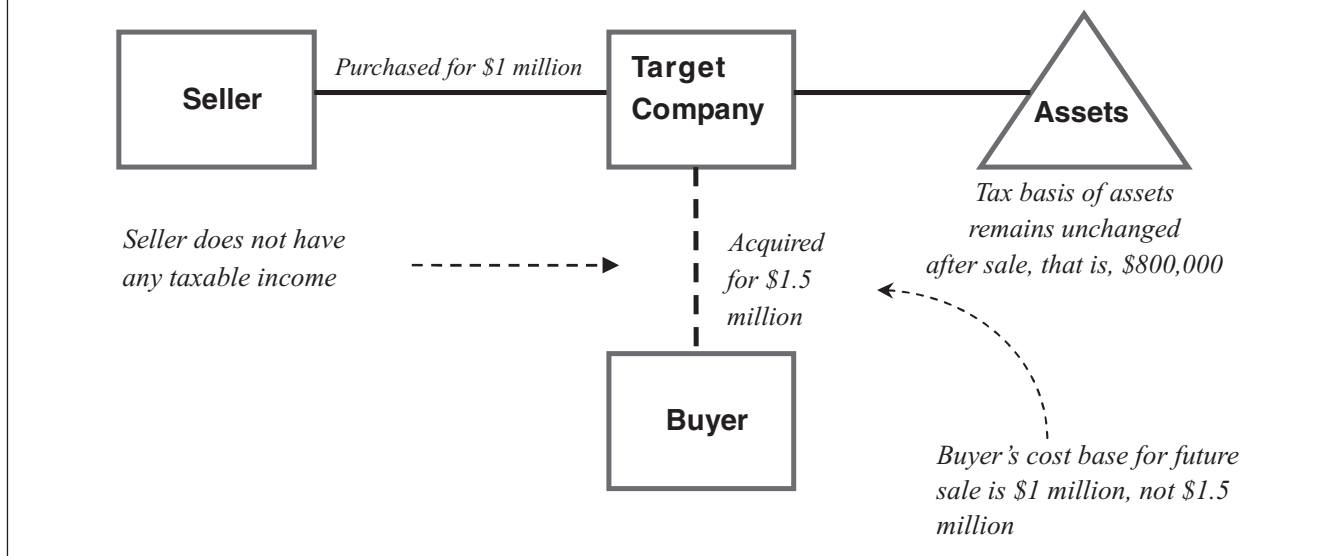 Seller
Purchased for $1 million
Target
Company
Assets
Tax basis of assets
remains unchanged
after sale, that is, $800,000
Seller does not have
any taxable income
Acquired
for $1.5
million
Buyer
Buyer’s cost base for future
sale is $1 million, not $1.5
million